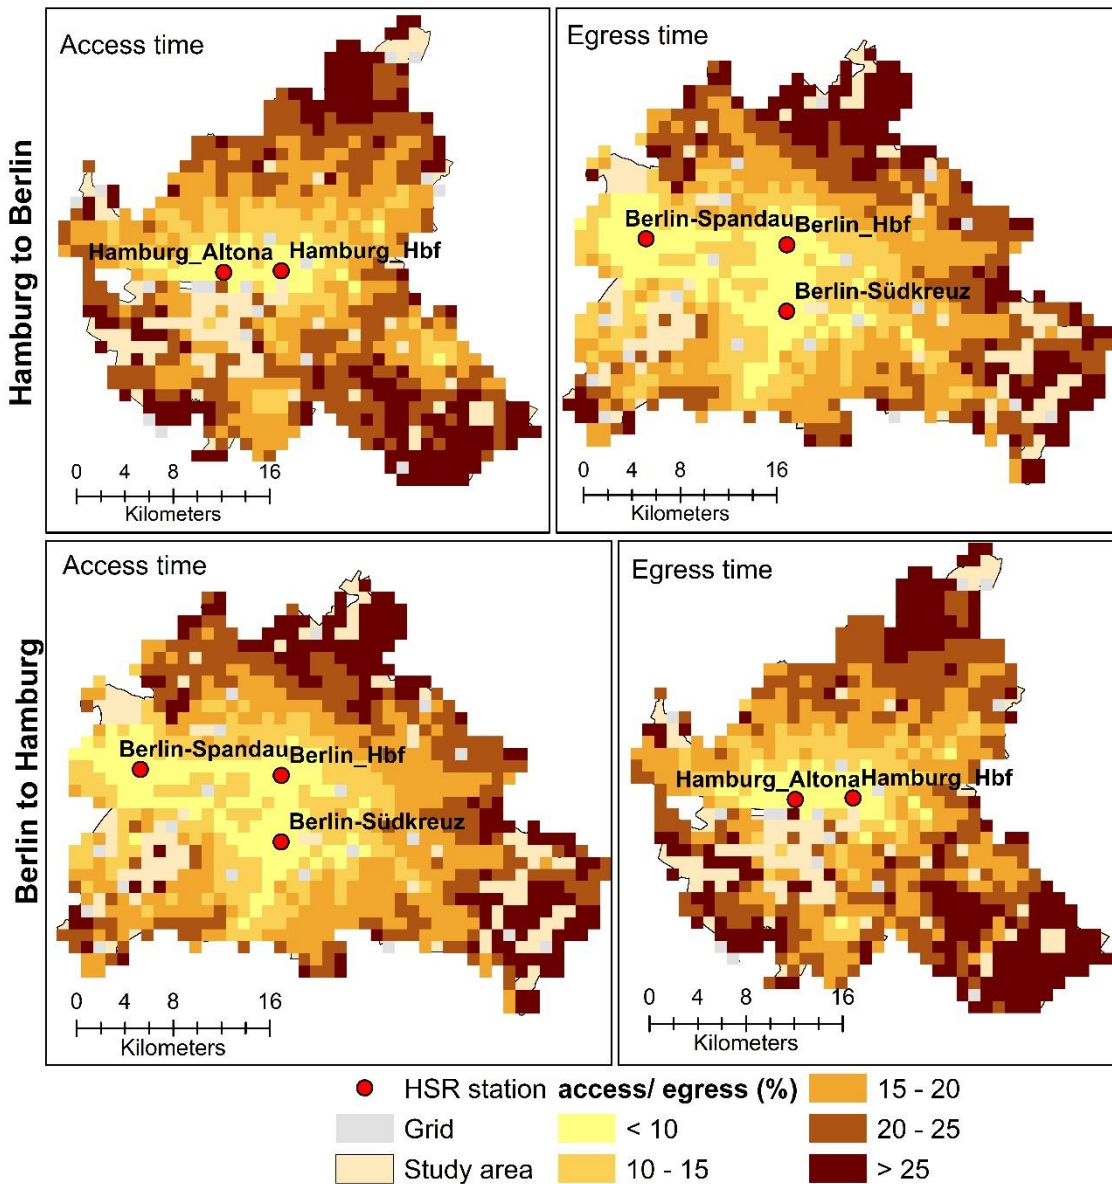 Hamburg to Berlin
Access time
Hamburg_Altona
Hamburg_Hbf
0 4 8 16
Kilometers
Egress time
Berlin-Spandau
Berlin_Hbf
Berlin-Südkreuz
0 4 8 16
Kilometers
Berlin to Hamburg
Access time
Berlin-Spandau
Berlin_Hbf
Berlin-Südkreuz
0 4 8 16
Kilometers
Egress time
Hamburg_Altona
Hamburg_Hbf
0 4 8 16
Kilometers
HSR station access/ egress (%) 15 - 20
Grid < 10 20 - 25
Study area 10 - 15 > 25